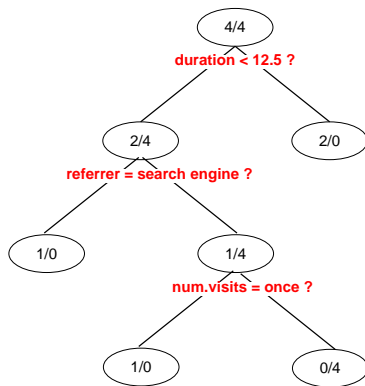 4/4
duration < 12.5 ?
2/4
2/0
referrer = search engine ?
1/0
1/4
num.visits = once ?
1/0
0/4